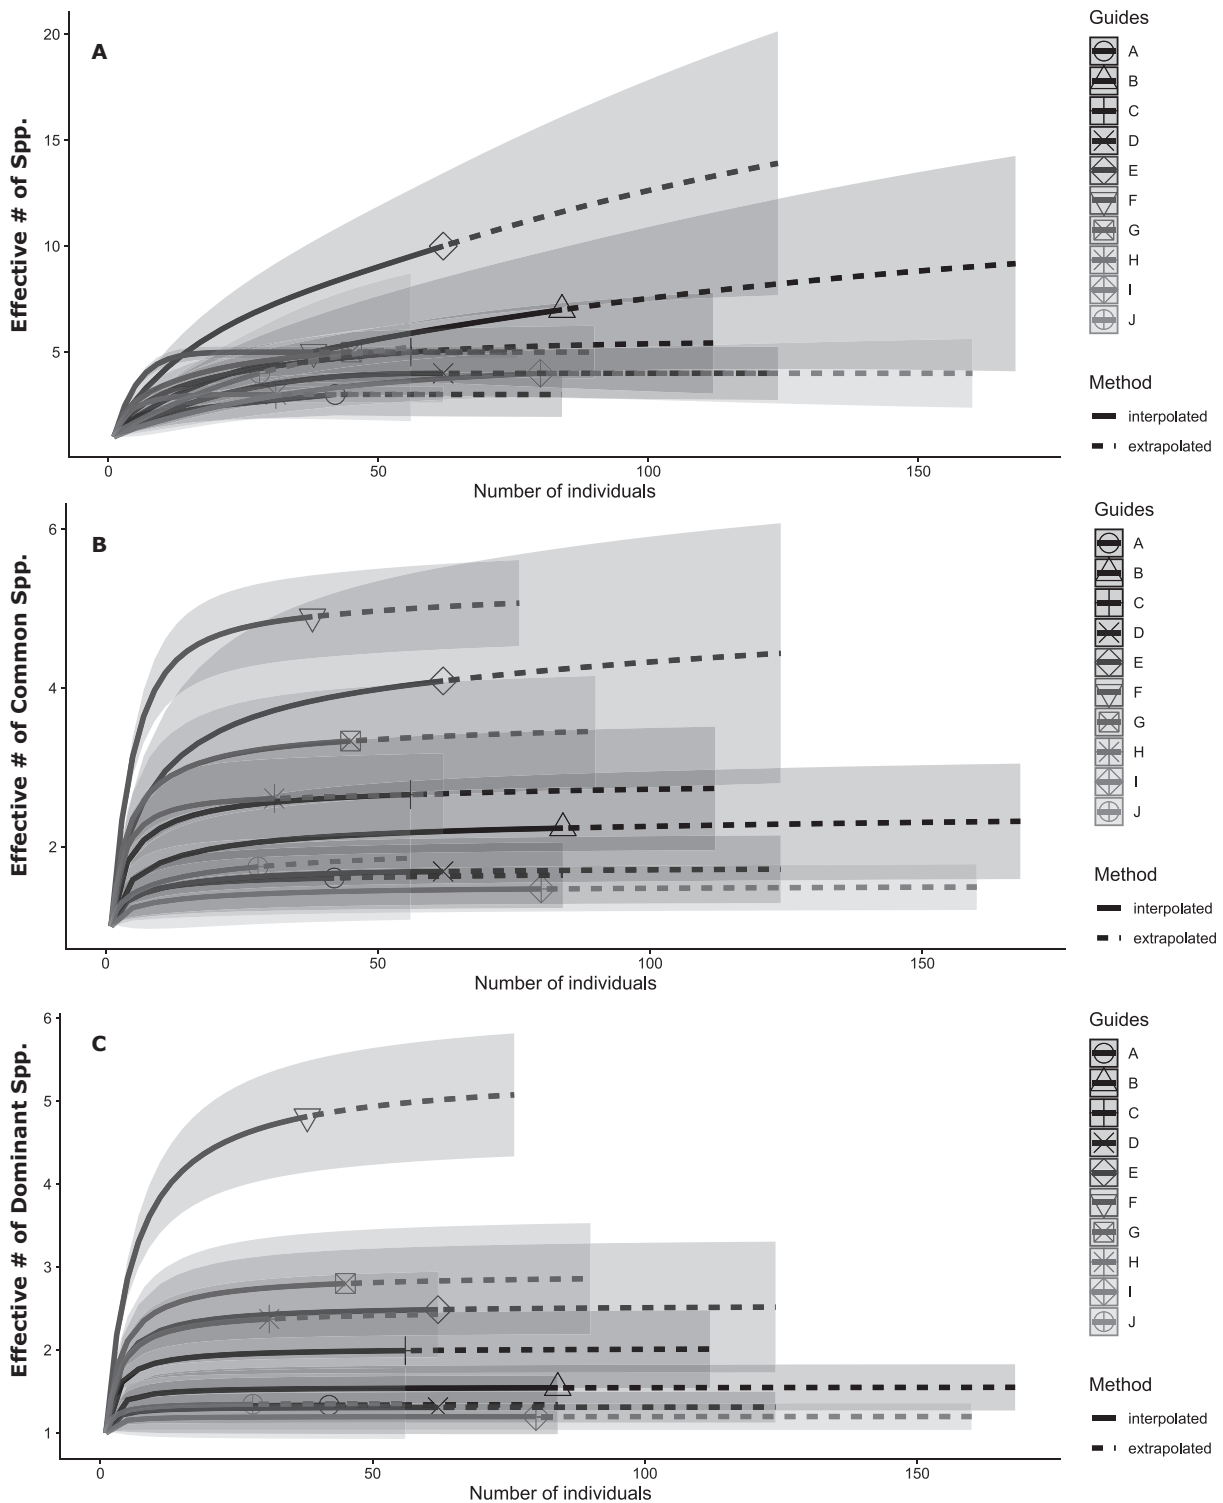 A
Effective # of Spp.
20
15
10
5
0
50
100
150
Number of individuals
Guides
A
B
C
D
E
F
G
H
I
J
Method
interpolated
extrapolated
B
Effective # of Common Spp.
6
4
2
0
50
100
150
Number of individuals
Guides
A
B
C
D
E
F
G
H
I
J
Method
interpolated
extrapolated
C
Effective # of Dominant Spp.
6
5
4
3
2
1
0
50
100
150
Number of individuals
Guides
A
B
C
D
E
F
G
H
I
J
Method
interpolated
extrapolated